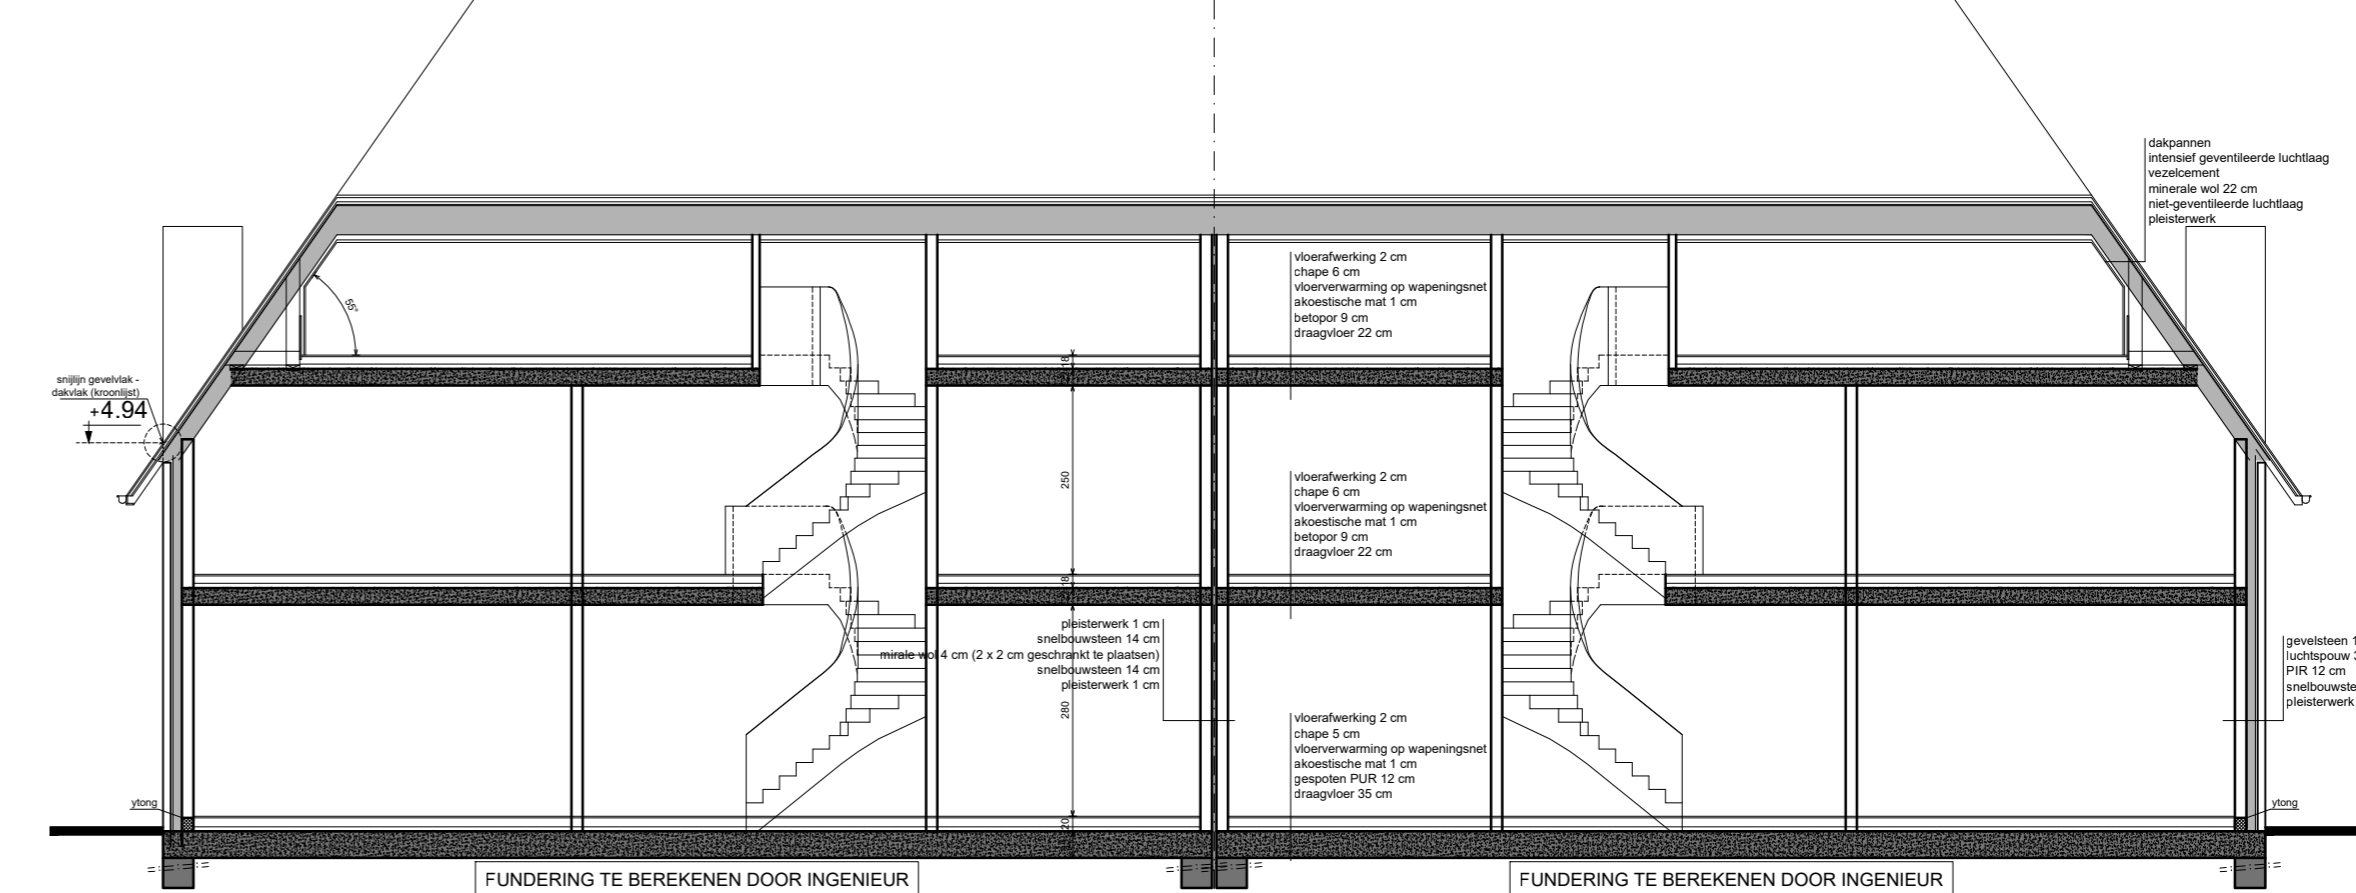 dakpannen
intensief geventileerde luchtlaag
vezelcement
minerale wol 22 cm
niet-geventileerde luchtlaag
pleisterwerk
vloerafwerking 2 cm
chape 6 cm
vloerverwarming op wapeningsnet
akoestische mat 1 cm
betopor 9 cm
draagvloer 22 cm
55°
18
snijlijn gevelvlak -
dakvlak (kroonlijst)
+4.94
250
vloerafwerking 2 cm
chape 6 cm
vloerverwarming op wapeningsnet
akoestische mat 1 cm
betopor 9 cm
draagvloer 22 cm
18
pleisterwerk 1 cm
snelbouwsteen 14 cm
mirale wol 4 cm (2 x 2 cm geschrankt te plaatsen)
snelbouwsteen 14 cm
pleisterwerk 1 cm
280
gevelsteen 1
luchtspouw 3
PIR 12 cm
snelbouwste
pleisterwerk
vloerafwerking 2 cm
chape 5 cm
vloerverwarming op wapeningsnet
akoestische mat 1 cm
gespoten PUR 12 cm
draagvloer 35 cm
ytong
ytong
20
FUNDERING TE BEREKENEN DOOR INGENIEUR
FUNDERING TE BEREKENEN DOOR INGENIEUR